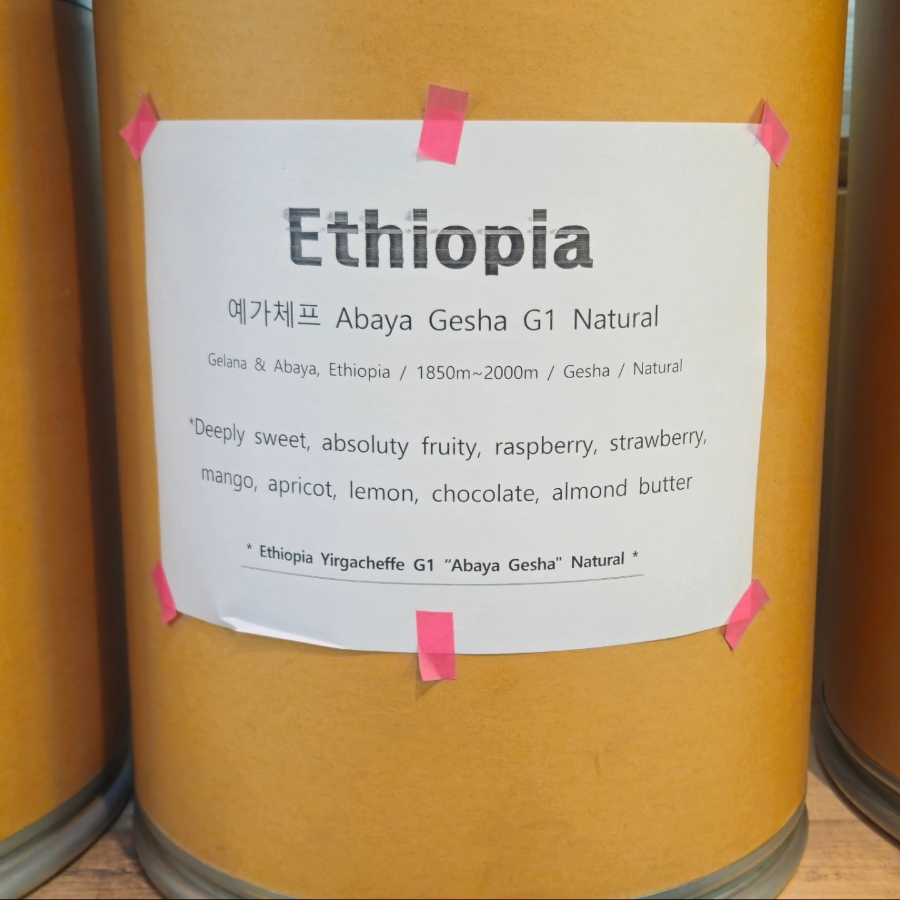 Ethiopia
예가체프 Abaya Gesha G1 Natural
Gelana & Abaya, Ethiopia / 1850m~2000m / Gesha / Natural
*Deeply sweet, absoluty fruity, raspberry, strawberry,
mango, apricot, lemon, chocolate, almond butter
* Ethiopia Yirgacheffe G1 "Abaya Gesha" Natural *